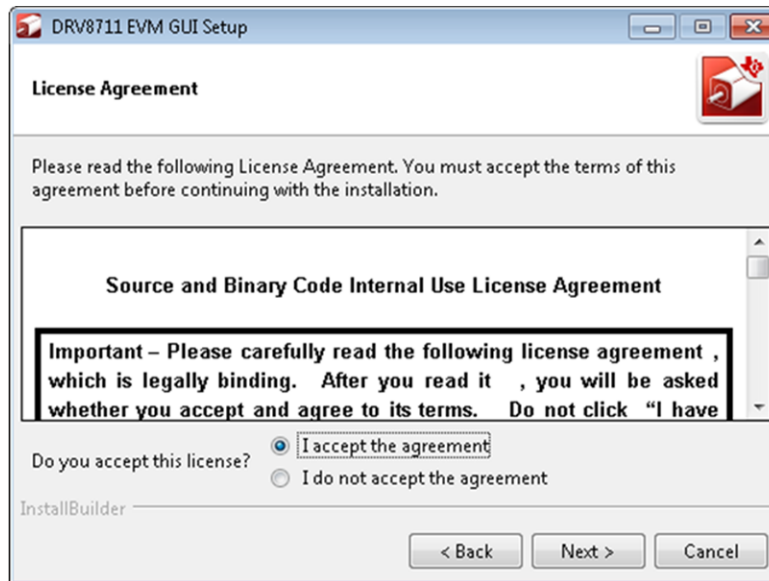 DRV8711 EVM GUI Setup
License Agreement
Please read the following License Agreement. You must accept the terms of this
agreement before continuing with the installation.
Source and Binary Code Internal Use License Agreement
Important – Please carefully read the following license agreement ,
which is legally binding. After you read it , you will be asked
whether you accept and agree to its terms. Do not click “I have
Do you accept this license?
I accept the agreement
I do not accept the agreement
InstallBuilder
< Back Next > Cancel